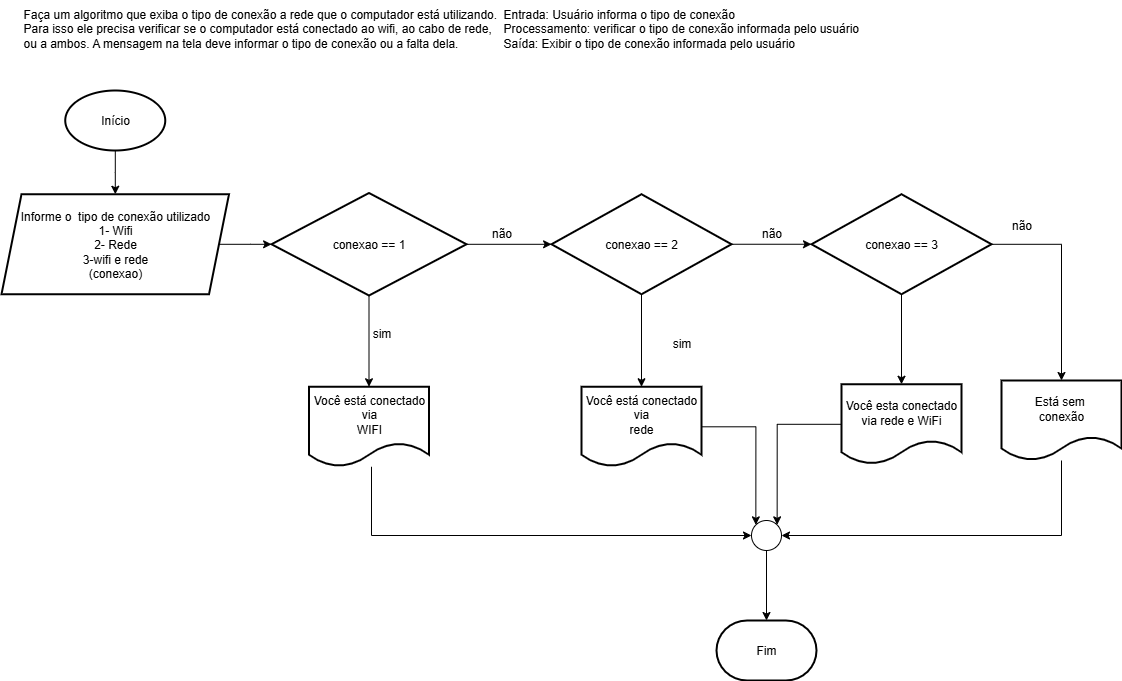 Faça um algoritmo que exiba o tipo de conexão a rede que o computador está utilizando.
Para isso ele precisa verificar se o computador está conectado ao wifi, ao cabo de rede,
ou a ambos. A mensagem na tela deve informar o tipo de conexão ou a falta dela.
Entrada: Usuário informa o tipo de conexão
Processamento: verificar o tipo de conexão informada pelo usuário
Saída: Exibir o tipo de conexão informada pelo usuário
Início
Informe o tipo de conexão utilizado
1- Wifi
2- Rede
3-wifi e rede
(conexao)
conexao == 1
não
conexao == 2
não
conexao == 3
não
sim
sim
Você está conectado
via
WIFI
Você está conectado
via
rede
Você esta conectado
via rede e WiFi
Está sem
conexão
Fim